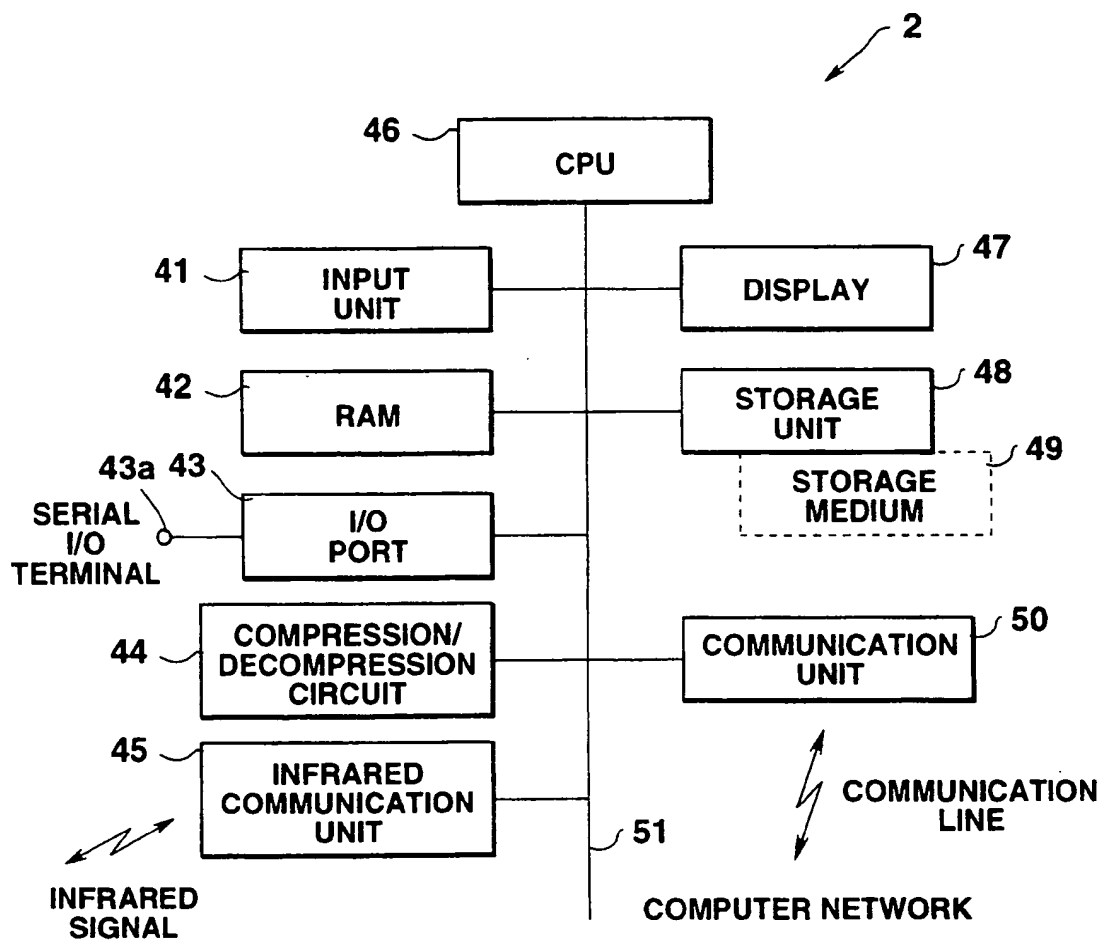 2
46
CPU
41
INPUT
UNIT
47
DISPLAY
42
RAM
48
STORAGE
UNIT
49
STORAGE
MEDIUM
43a
43
SERIAL
I/O
TERMINAL
I/O
PORT
44
COMPRESSION/
DECOMPRESSION
CIRCUIT
50
COMMUNICATION
UNIT
45
INFRARED
COMMUNICATION
UNIT
51
COMMUNICATION
LINE
INFRARED
SIGNAL
COMPUTER NETWORK